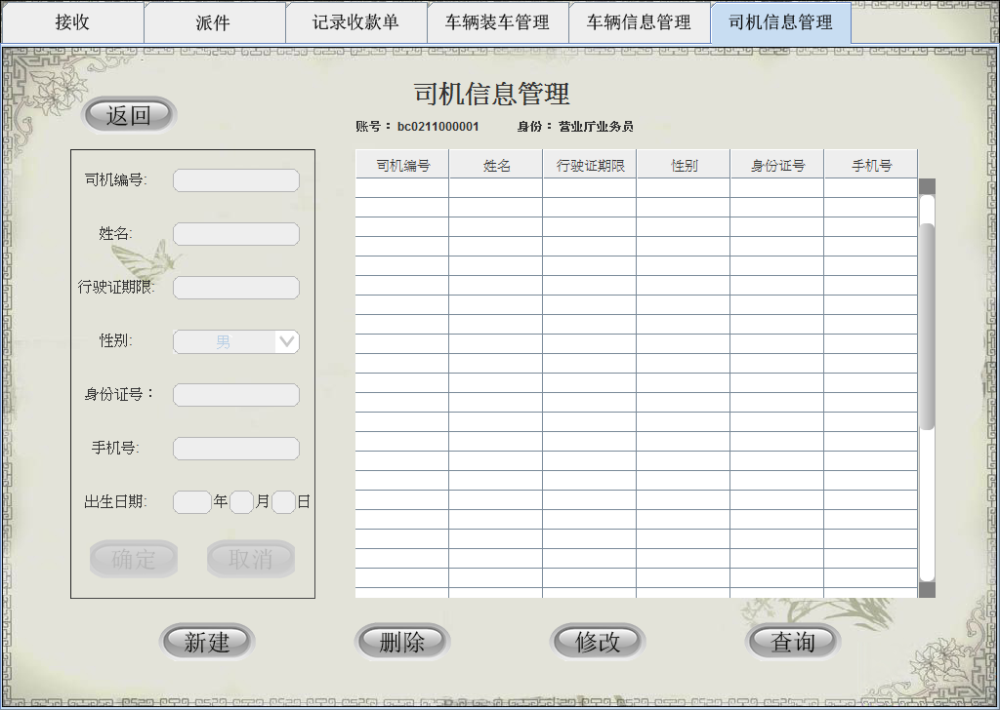 接收 派件 记录收款单 车辆装车管理 车辆信息管理 司机信息管理
返回
司机信息管理
账号： bc0211000001 身份： 营业厅业务员
司机编号:
姓名:
行驶证期限:
性别: 男
身份证号：
手机号:
出生日期: 年 月 日
确定 取消
司机编号 姓名 行驶证期限 性别 身份证号 手机号
新建 删除 修改 查询